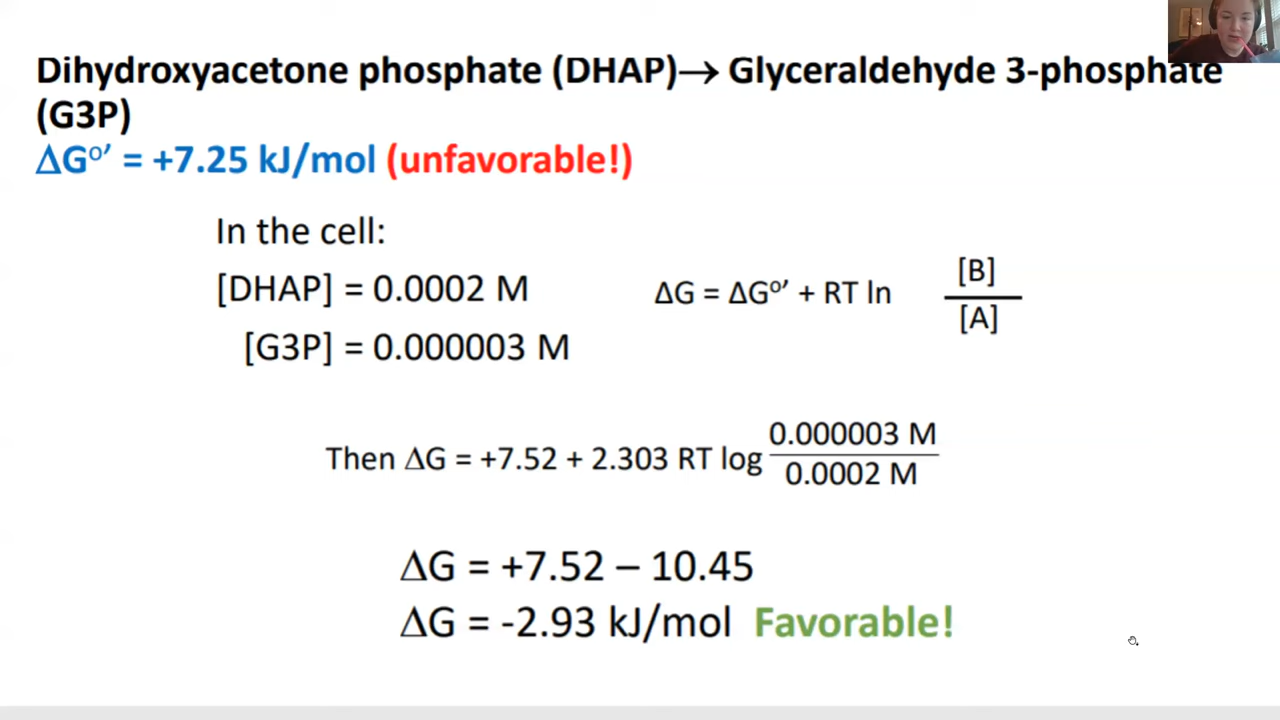 Dihydroxyacetone phosphate (DHAP)→ Glyceraldehyde 3-phosphate
(G3P)
ΔGº’ = +7.25 kJ/mol (unfavorable!)
In the cell:
[DHAP] = 0.0002 M
[G3P] = 0.000003 M
ΔG = ΔGº’ + RT ln [B]
[A]
Then ΔG = +7.52 + 2.303 RT log 0.000003 M
0.0002 M
ΔG = +7.52 – 10.45
ΔG = -2.93 kJ/mol Favorable!